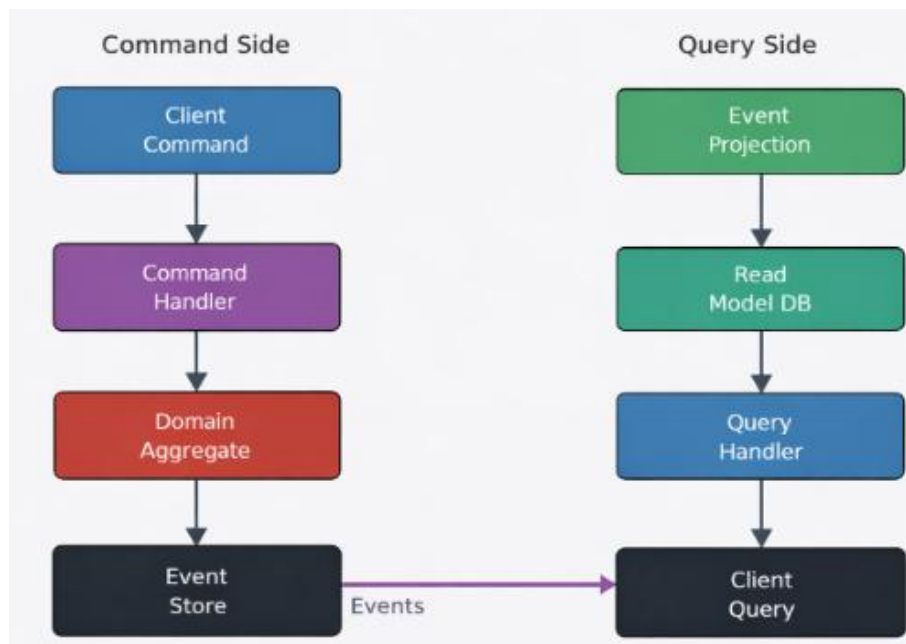 Command Side
Client
Command
Command
Handler
Domain
Aggregate
Event
Store
Events
Query Side
Event
Projection
Read
Model DB
Query
Handler
Client
Query